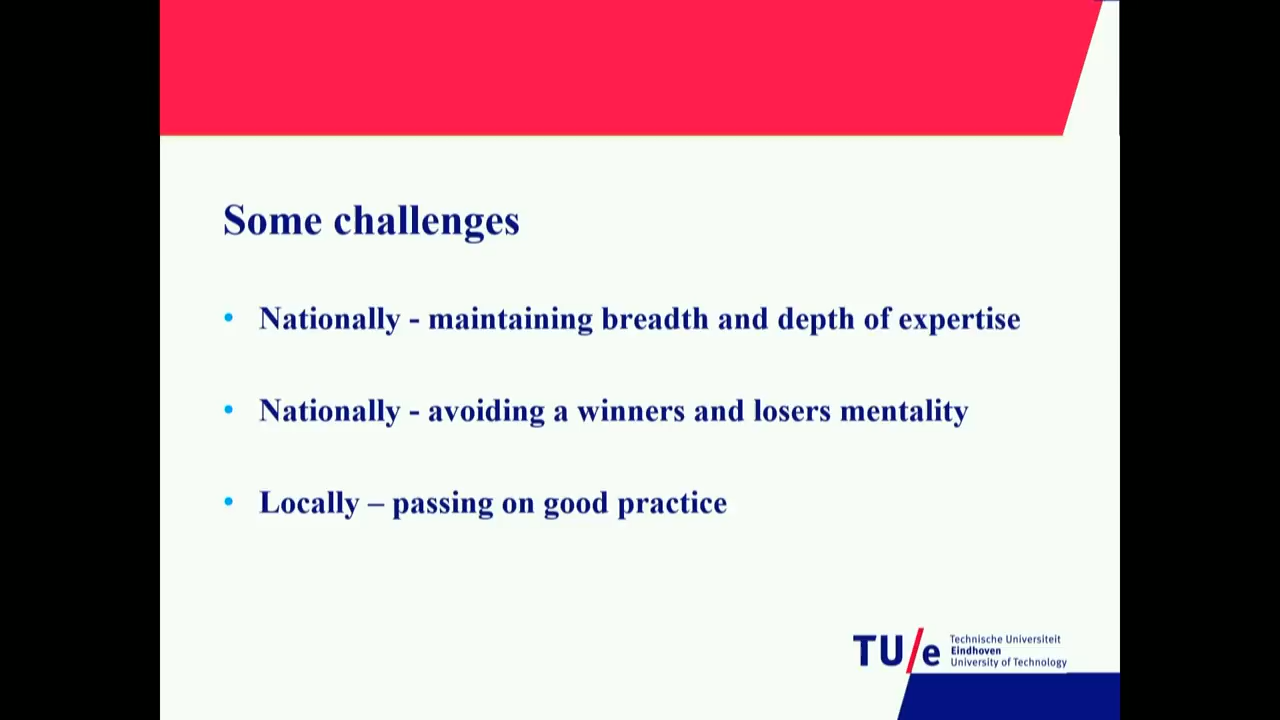 Some challenges
• Nationally - maintaining breadth and depth of expertise
• Nationally - avoiding a winners and losers mentality
• Locally – passing on good practice
TU/e
Technische Universiteit
Eindhoven
University of Technology